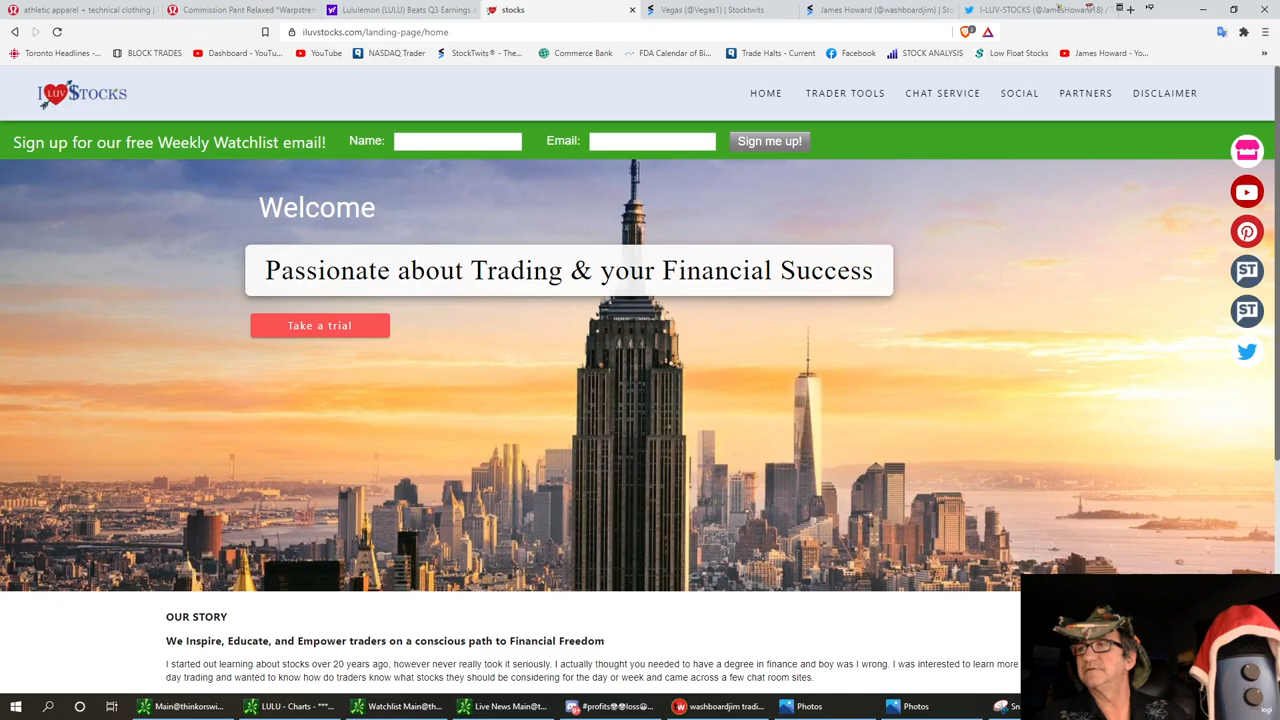 athletic apparel + technical clothing |
Commission Pant Relaxed *Warpstrem
Lululemon (LULU) Beats Q3 Earnings a
stocks
Vegas (@Vegas1) | Stocktwits
James Howard (@washboardjim) | Sto
I-LUV-STOCKS (@JamesHoward18) /
iluvstocks.com/landing-page/home
Toronto Headlines -...
BLOCK TRADES
Dashboard - YouTu...
YouTube
NASDAQ Trader
StockTwits® - The...
Commerce Bank
FDA Calendar of Bi...
Trade Halts - Current
Facebook
STOCK ANALYSIS
Low Float Stocks
James Howard - Yo...
I LUV $TOCKS
HOME
TRADER TOOLS
CHAT SERVICE
SOCIAL
PARTNERS
DISCLAIMER
Sign up for our free Weekly Watchlist email!
Name:
Email:
Sign me up!
Welcome
Passionate about Trading & your Financial Success
Take a trial
ST
ST
OUR STORY
We Inspire, Educate, and Empower traders on a conscious path to Financial Freedom
I started out learning about stocks over 20 years ago, however never really took it seriously. I actually thought you needed to have a degree in finance and boy was I wrong. I was interested to learn more
day trading and wanted to know how do traders know what stocks they should be considering for the day or week and came across a few chat room sites.
Main@thinkorswi...
LULU - Charts - ***...
Watchlist Main@th...
Live News Main@t...
washboardjim tradi...
Photos
Photos
Sn
logi